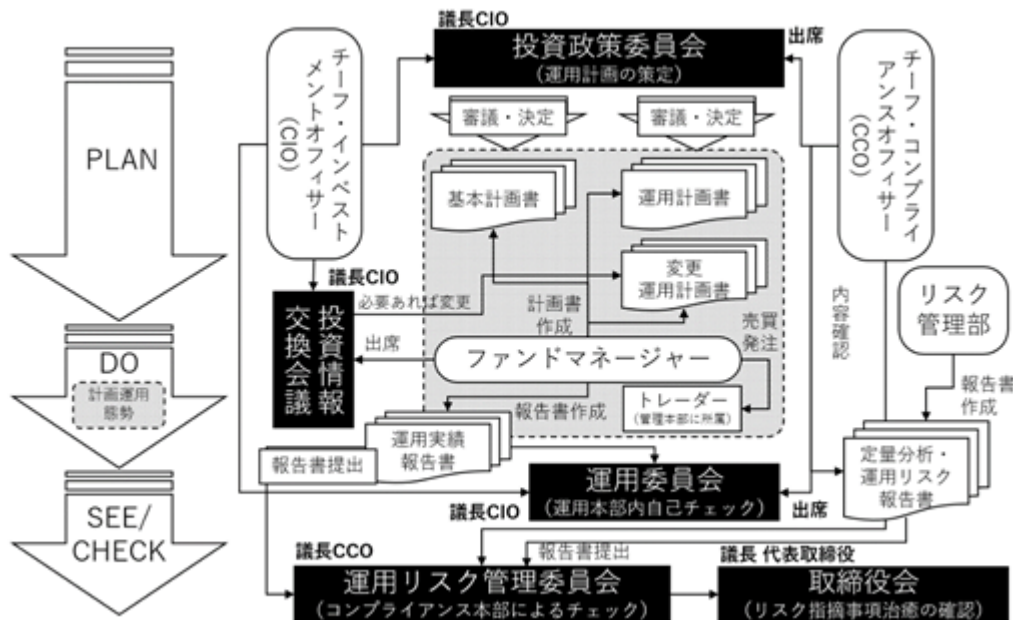 議長CIO
投資政策委員会
(運用計画の策定)
出席
チーフ・インベスト
メントオフィサー
(CIO)
チーフ・コンプライ
アンスオフィサー
(CCO)
PLAN
審議・決定
審議・決定
基本計画書
運用計画書
変更
運用計画書
議長CIO
必要あれば変更
投資情報
交換会議
計画書
作成
売買
発注
内容確認
リスク
管理部
DO
計画運用
態勢
出席
ファンドマネージャー
報告書作成
トレーダー
(管理本部に所属)
報告書
作成
運用実績
報告書
報告書提出
定量分析・
運用リスク
報告書
運用委員会
(運用本部内自己チェック)
議長CIO
出席
SEE/
CHECK
議長CCO
報告書提出
議長 代表取締役
運用リスク管理委員会
(コンプライアンス本部によるチェック)
取締役会
(リスク指摘事項治癒の確認)